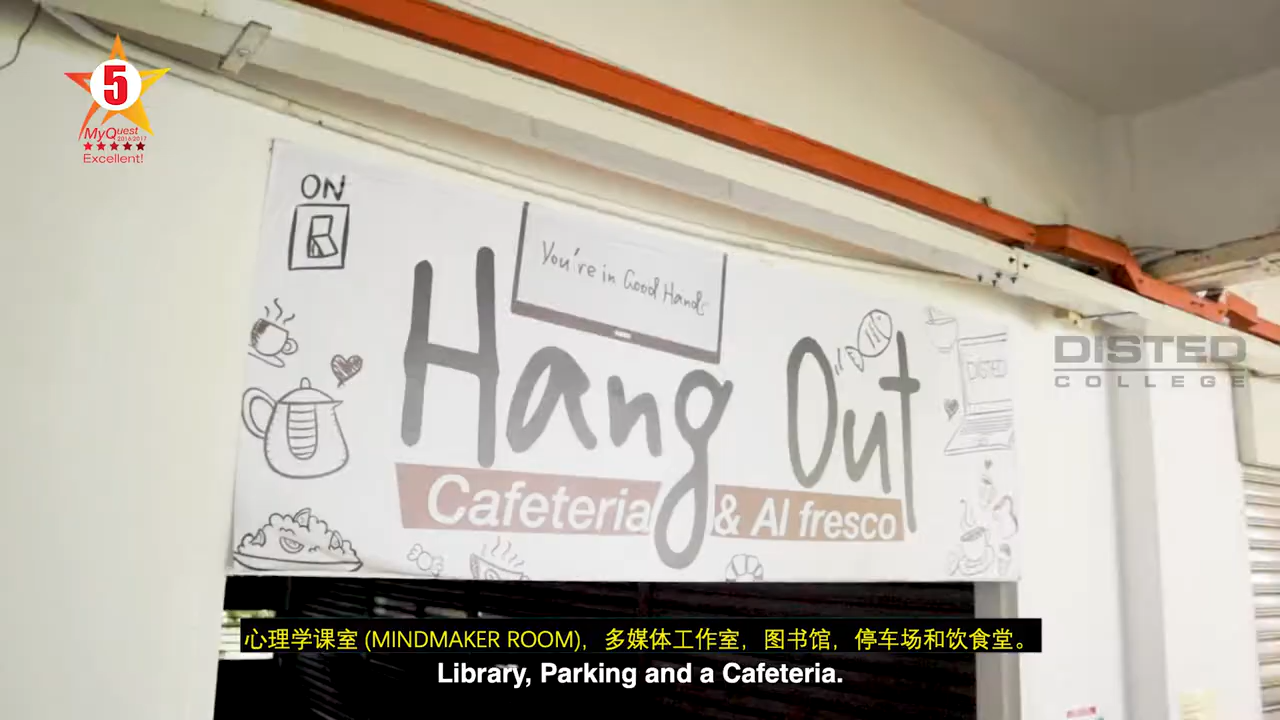 5
MyQuest
2016/2017
Excellent!
ON
You're in Good Hands
Hang Out
Cafeteria & Al fresco
DISTED
DISTED
COLLEGE
心理学课室 (MINDMAKER ROOM)，多媒体工作室，图书馆，停车场和饮食堂。
Library, Parking and a Cafeteria.